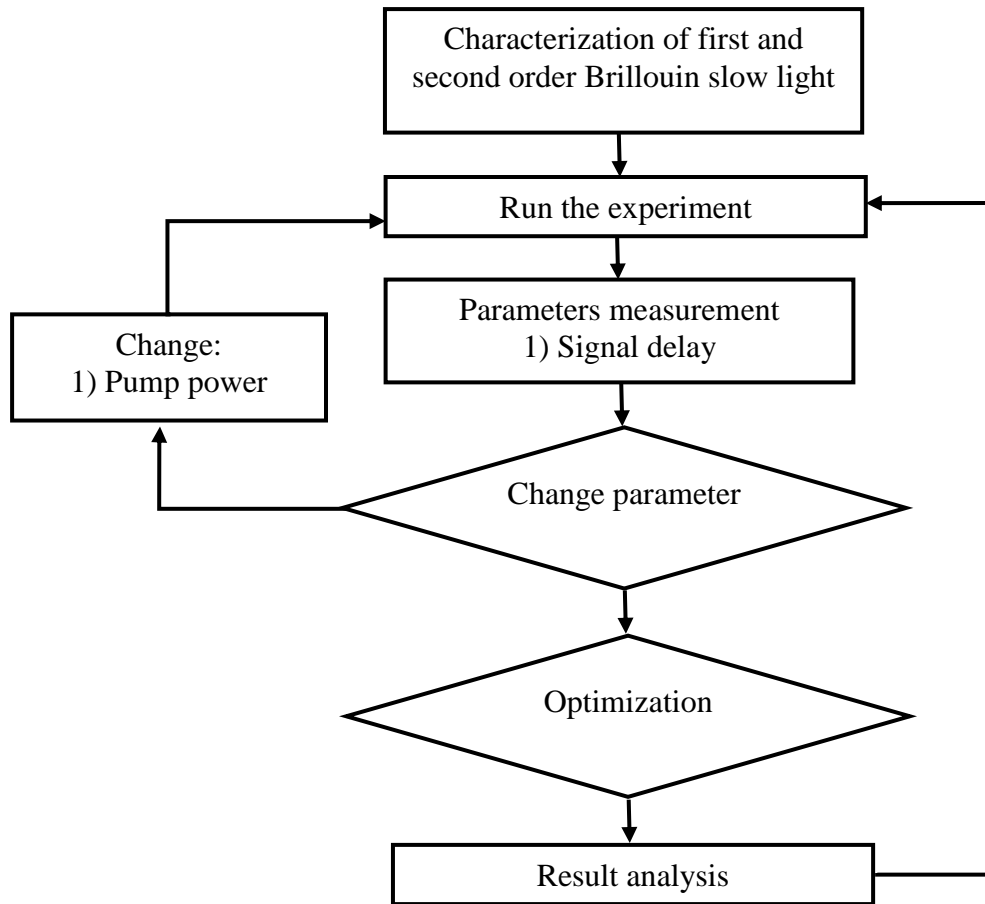 Characterization of first and
second order Brillouin slow light
Run the experiment
Parameters measurement
1) Signal delay
Change:
1) Pump power
Change parameter
Optimization
Result analysis